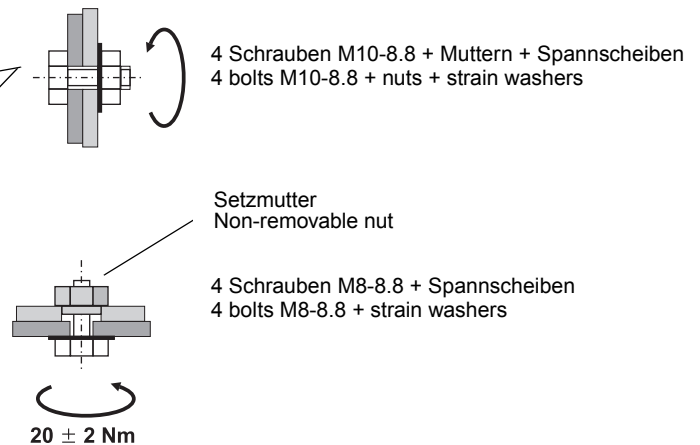 4 Schrauben M10-8.8 + Muttern + Spannscheiben
4 bolts M10-8.8 + nuts + strain washers
Setzmutter
Non-removable nut
4 Schrauben M8-8.8 + Spannscheiben
4 bolts M8-8.8 + strain washers
20 ± 2 Nm